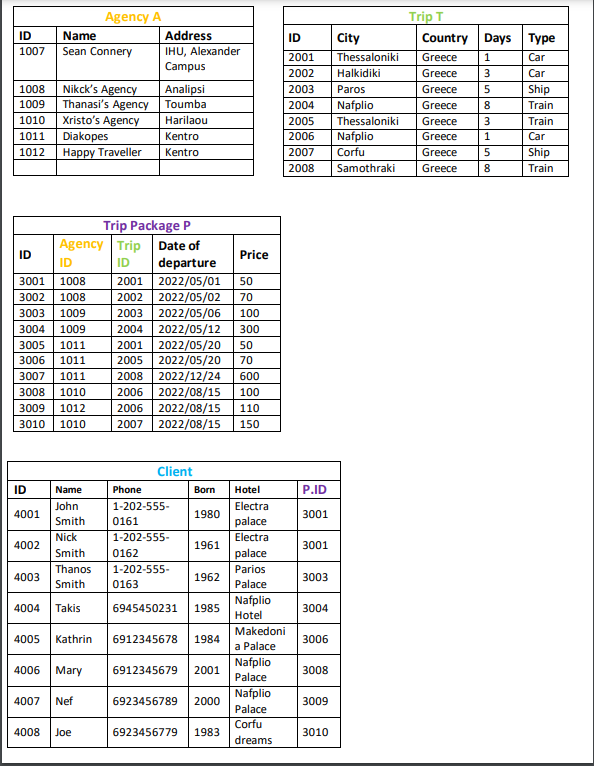 Agency A
ID Name Address
1007 Sean Connery IHU, Alexander
Campus
1008 Nikck's Agency Analipsi
1009 Thanasi's Agency Toumba
1010 Xristo's Agency Harilaou
1011 Diakopes Kentro
1012 Happy Traveller Kentro
Trip T
ID City Country Days Type
2001 Thessaloniki Greece 1 Car
2002 Halkidiki Greece 3 Car
2003 Paros Greece 5 Ship
2004 Nafplio Greece 8 Train
2005 Thessaloniki Greece 3 Train
2006 Nafplio Greece 1 Car
2007 Corfu Greece 5 Ship
2008 Samothraki Greece 8 Train
Trip Package P
ID Agency ID Trip ID Date of departure Price
3001 1008 2001 2022/05/01 50
3002 1008 2002 2022/05/02 70
3003 1009 2003 2022/05/06 100
3004 1009 2004 2022/05/12 300
3005 1011 2001 2022/05/20 50
3006 1011 2005 2022/05/20 70
3007 1011 2008 2022/12/24 600
3008 1010 2006 2022/08/15 100
3009 1012 2006 2022/08/15 110
3010 1010 2007 2022/08/15 150
Client
ID Name Phone Born Hotel P.ID
4001 John Smith 1-202-555-0161 1980 Electra palace 3001
4002 Nick Smith 1-202-555-0162 1961 Electra palace 3001
4003 Thanos Smith 1-202-555-0163 1962 Parios Palace 3003
4004 Takis 6945450231 1985 Nafplio Hotel 3004
4005 Kathrin 6912345678 1984 Makedonia Palace 3006
4006 Mary 6912345679 2001 Nafplio Palace 3008
4007 Nef 6923456789 2000 Nafplio Palace 3009
4008 Joe 6923456779 1983 Corfu dreams 3010